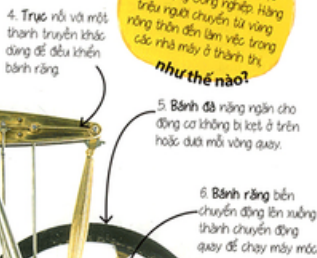 4. Trục nối với một
thanh truyền khác
dùng để điều khiển
bánh răng.
công nghiệp. Hàng
triệu người chuyển từ vùng
nông thôn đến làm việc trong
các nhà máy ở thành thị.
như thế nào?
5. Bánh đà nặng ngăn cho
động cơ không bị kẹt ở trên
hoặc dưới mỗi vòng quay.
6. Bánh răng biến
chuyển động lên xuống
thành chuyển động
quay để chạy máy móc